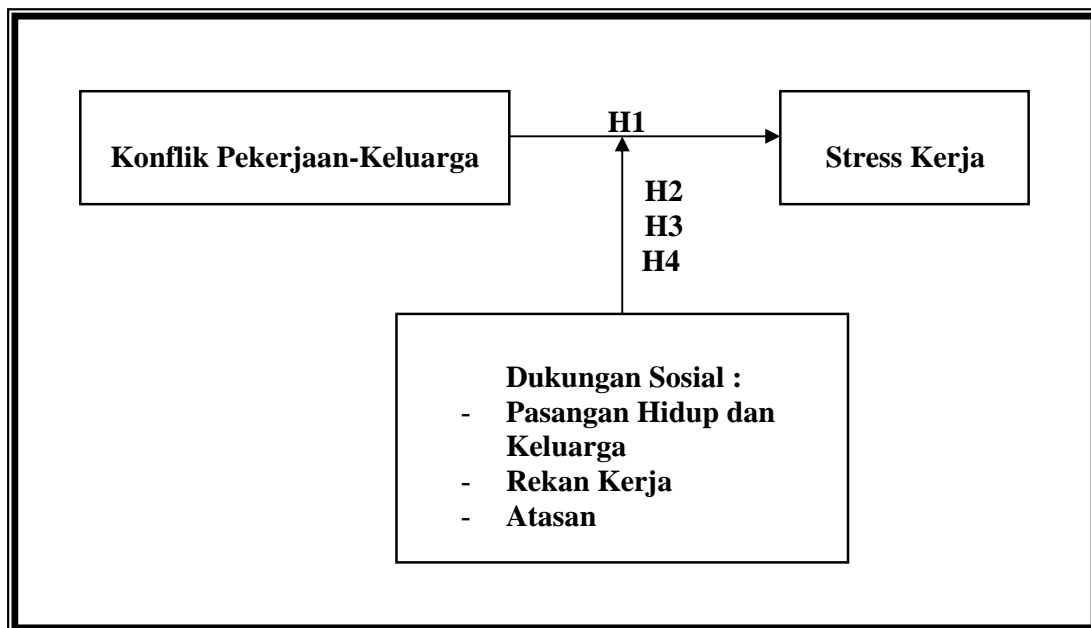 H1
Konflik Pekerjaan-Keluarga
Stress Kerja
H2
H3
H4
Dukungan Sosial :
- Pasangan Hidup dan
Keluarga
- Rekan Kerja
- Atasan